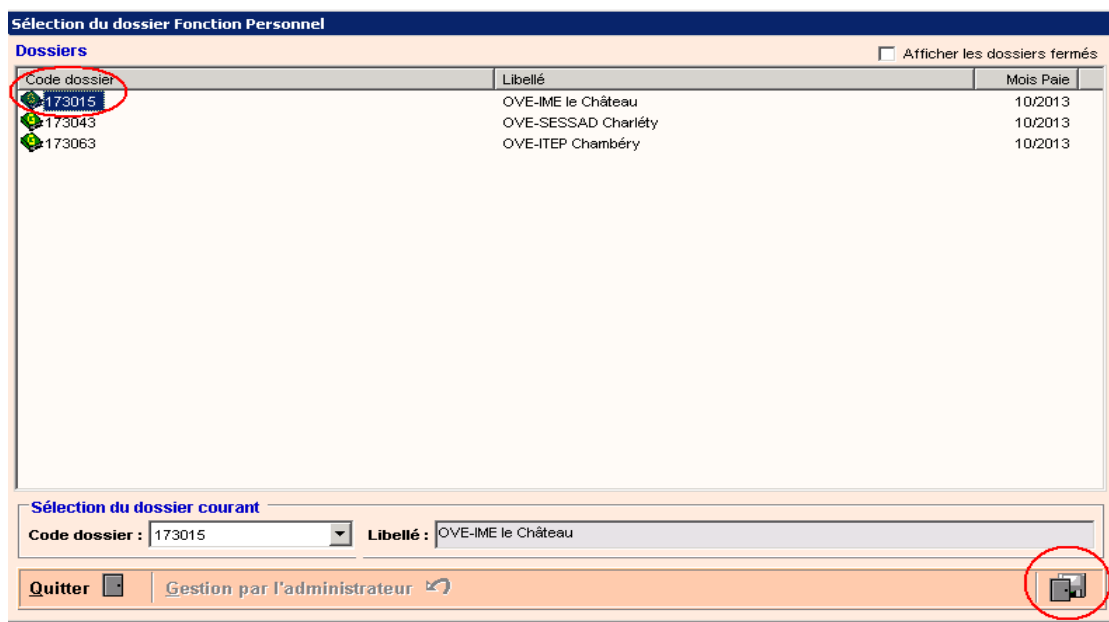 Sélection du dossier Fonction Personnel
Dossiers
Afficher les dossiers fermés
Code dossier Libellé Mois Paie
173015 OVE-IME le Château 10/2013
173043 OVE-SESSAD Charléty 10/2013
173063 OVE-ITEP Chambéry 10/2013
Sélection du dossier courant
Code dossier : 173015 Libellé : OVE-IME le Château
Quitter Gestion par l'administrateur